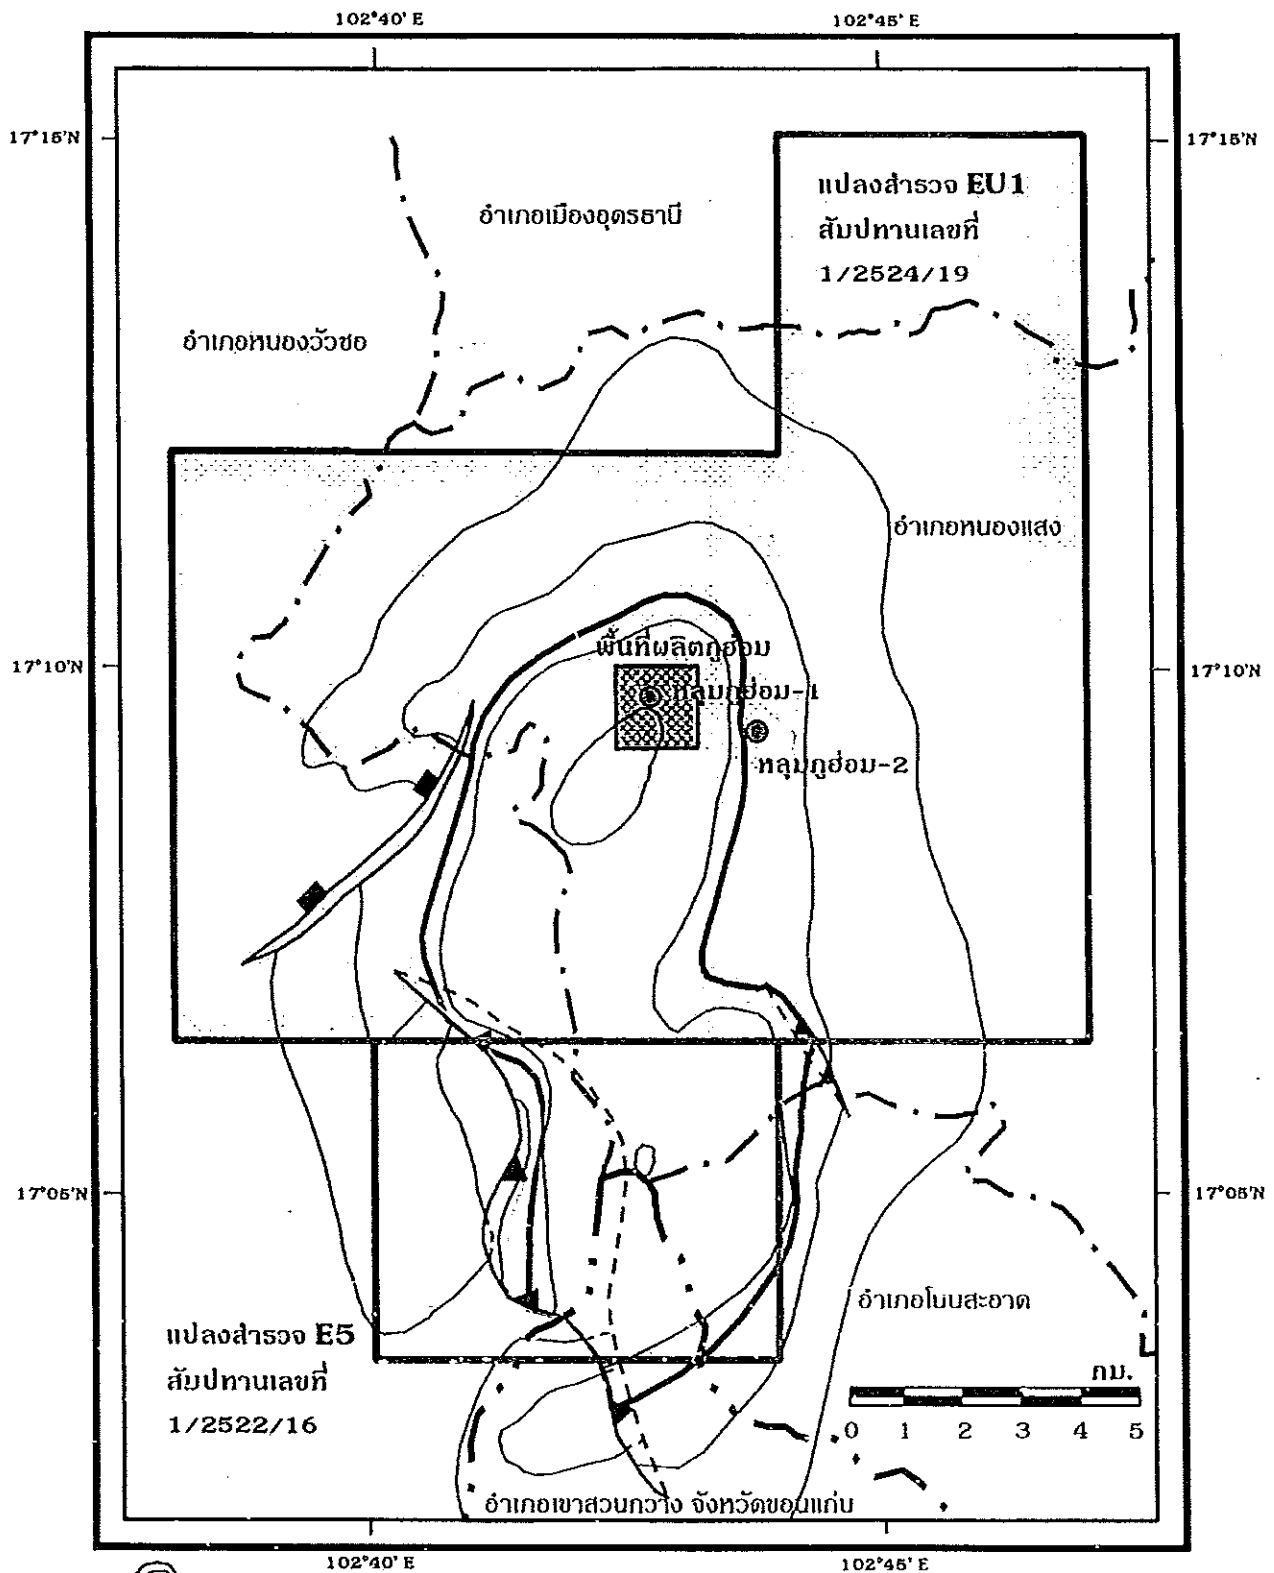 102°40' E
102°45' E
17°15'N
17°15'N
แปลงสำรวจ EU1
สัมปทานเลขที่
1/2524/19
อำเภอเมืองอุดรธานี
อำเภอหนองวัวซอ
อำเภอหนองแสง
พื้นที่ผลิตภูฮ่อม
17°10'N
17°10'N
หลุมภูฮ่อม-1
หลุมภูฮ่อม-2
17°05'N
17°05'N
อำเภอโนนสะอาด
แปลงสำรวจ E5
สัมปทานเลขที่
1/2522/16
กม.
0 1 2 3 4 5
อำเภอเขาสวนกวาง จังหวัดขอนแก่น
102°40' E
102°45' E